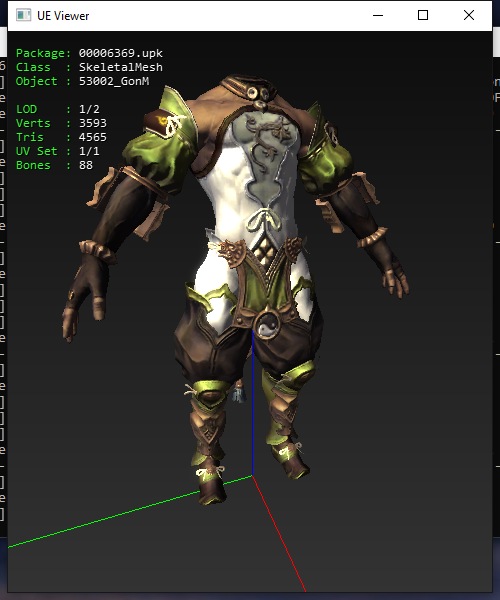 UE Viewer
Package: 00006369.upk
Class  : SkeletalMesh
Object : 53002_GonM
LOD    : 1/2
Verts  : 3593
Tris   : 4565
UV Set : 1/1
Bones  : 88